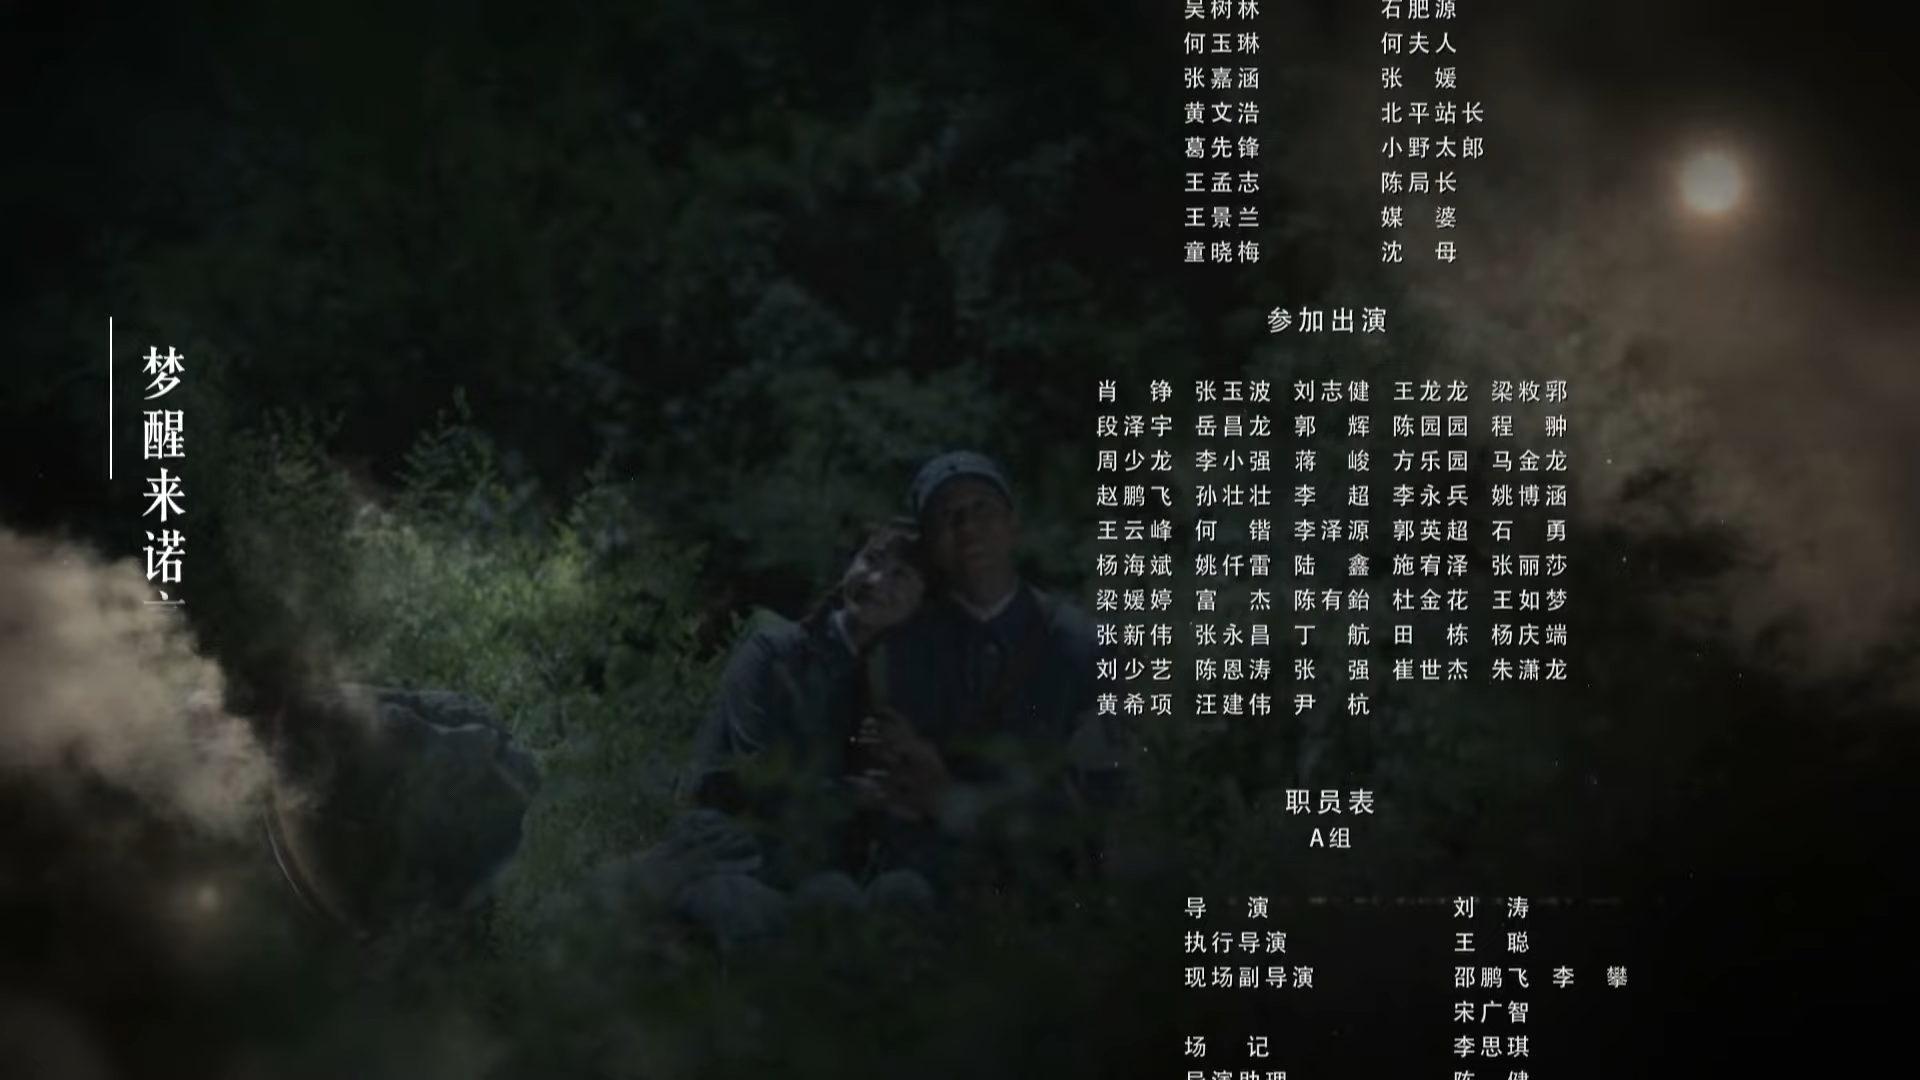 梦醒来诺
吴树林 石肥源
何玉琳 何夫人
张嘉涵 张 媛
黄文浩 北平站长
葛先锋 小野太郎
王孟志 陈局长
王景兰 媒 婆
童晓梅 沈 母
参加出演
肖 铮 张玉波 刘志健 王龙龙 梁敉郭
段泽宇 岳昌龙 郭 辉 陈园园 程 翀
周少龙 李小强 蒋 峻 方乐园 马金龙
赵鹏飞 孙壮壮 李 超 李永兵 姚博涵
王云峰 何 锴 李泽源 郭英超 石 勇
杨海斌 姚仟雷 陆 鑫 施宥泽 张丽莎
梁媛婷 富 杰 陈有鈶 杜金花 王如梦
张新伟 张永昌 丁 航 田 栋 杨庆端
刘少艺 陈恩涛 张 强 崔世杰 朱潇龙
黄希项 汪建伟 尹 杭
职员表
A组
导 演 刘 涛
执行导演 王 聪
现场副导演 邵鹏飞 李 攀
宋广智
场 记 李思琪
导演助理 陈 健